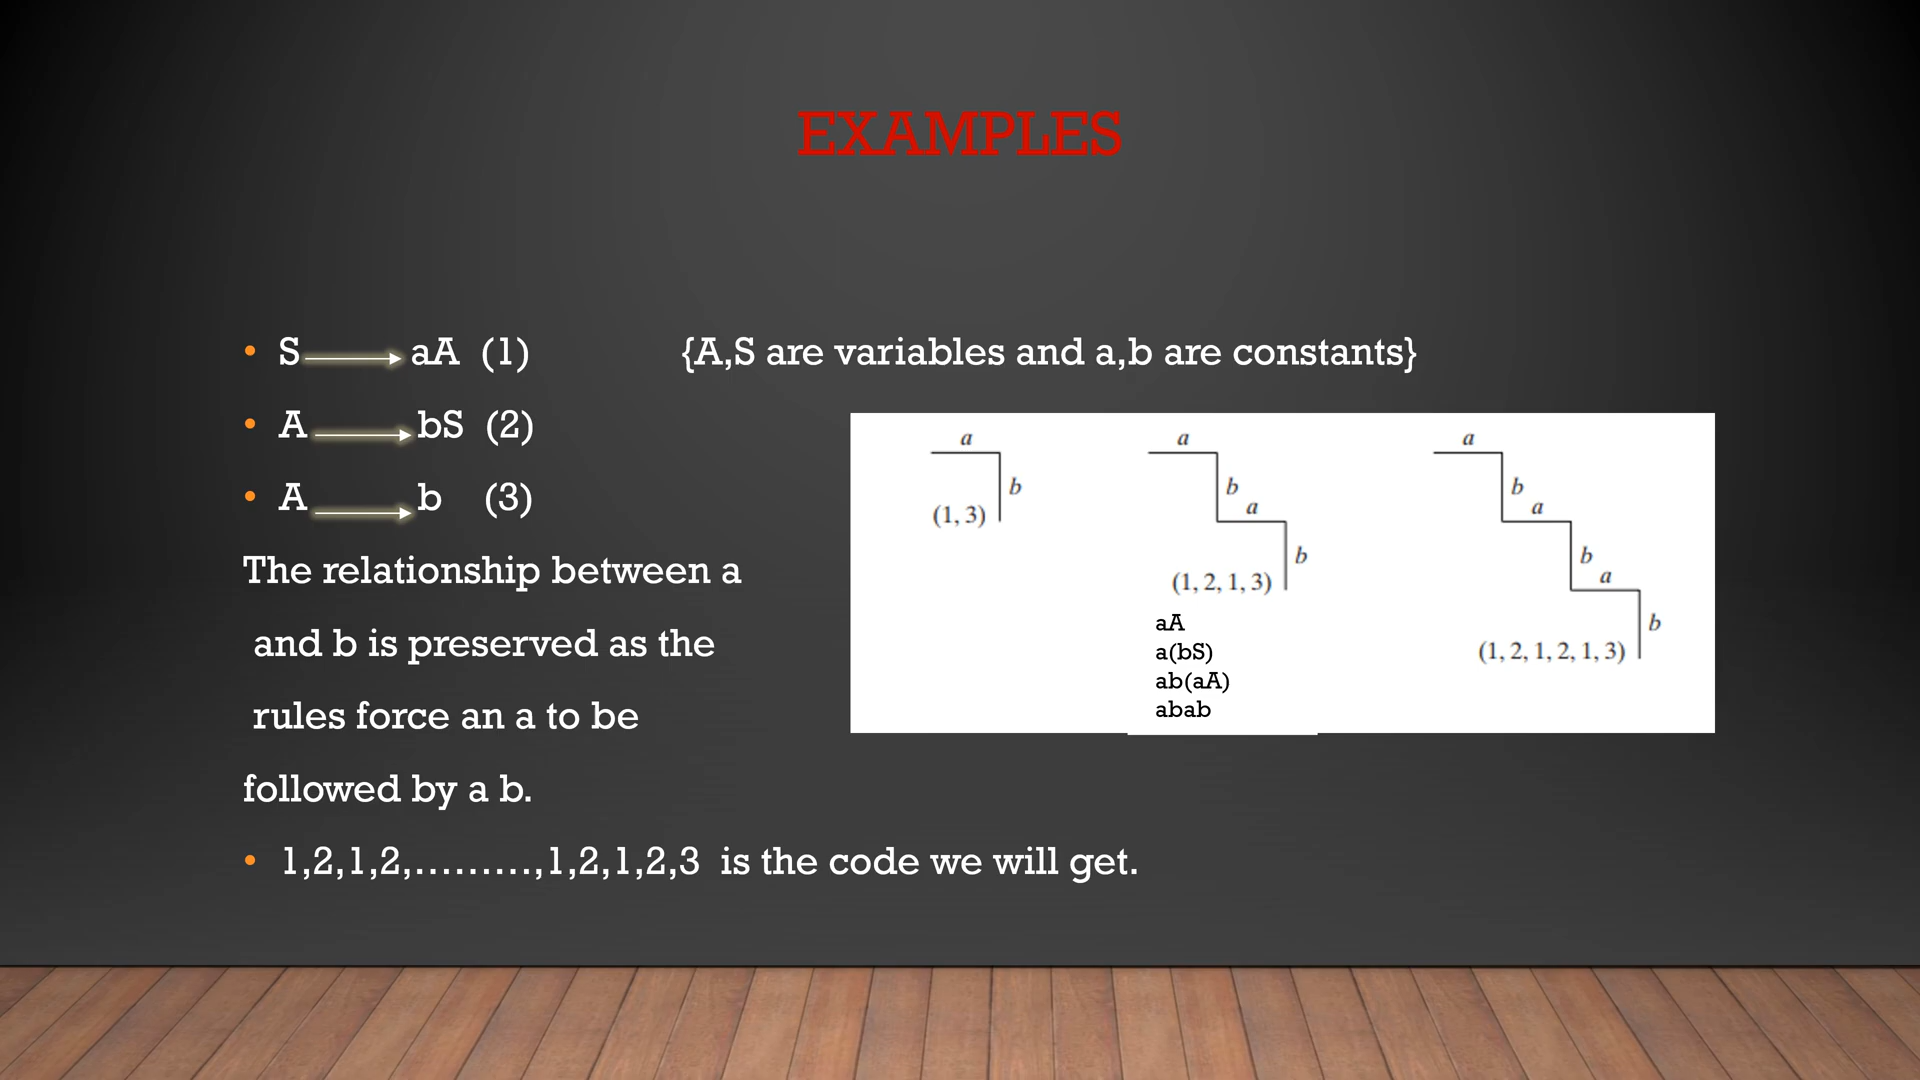 EXAMPLES
• S → aA (1) {A,S are variables and a,b are constants}
• A → bS (2)
• A → b (3)
The relationship between a
and b is preserved as the
rules force an a to be
followed by a b.
• 1,2,1,2,………,1,2,1,2,3 is the code we will get.
a
b
(1, 3)
a
b
a
b
(1, 2, 1, 3)
aA
a(bS)
ab(aA)
abab
a
b
a
b
a
b
(1, 2, 1, 2, 1, 3)